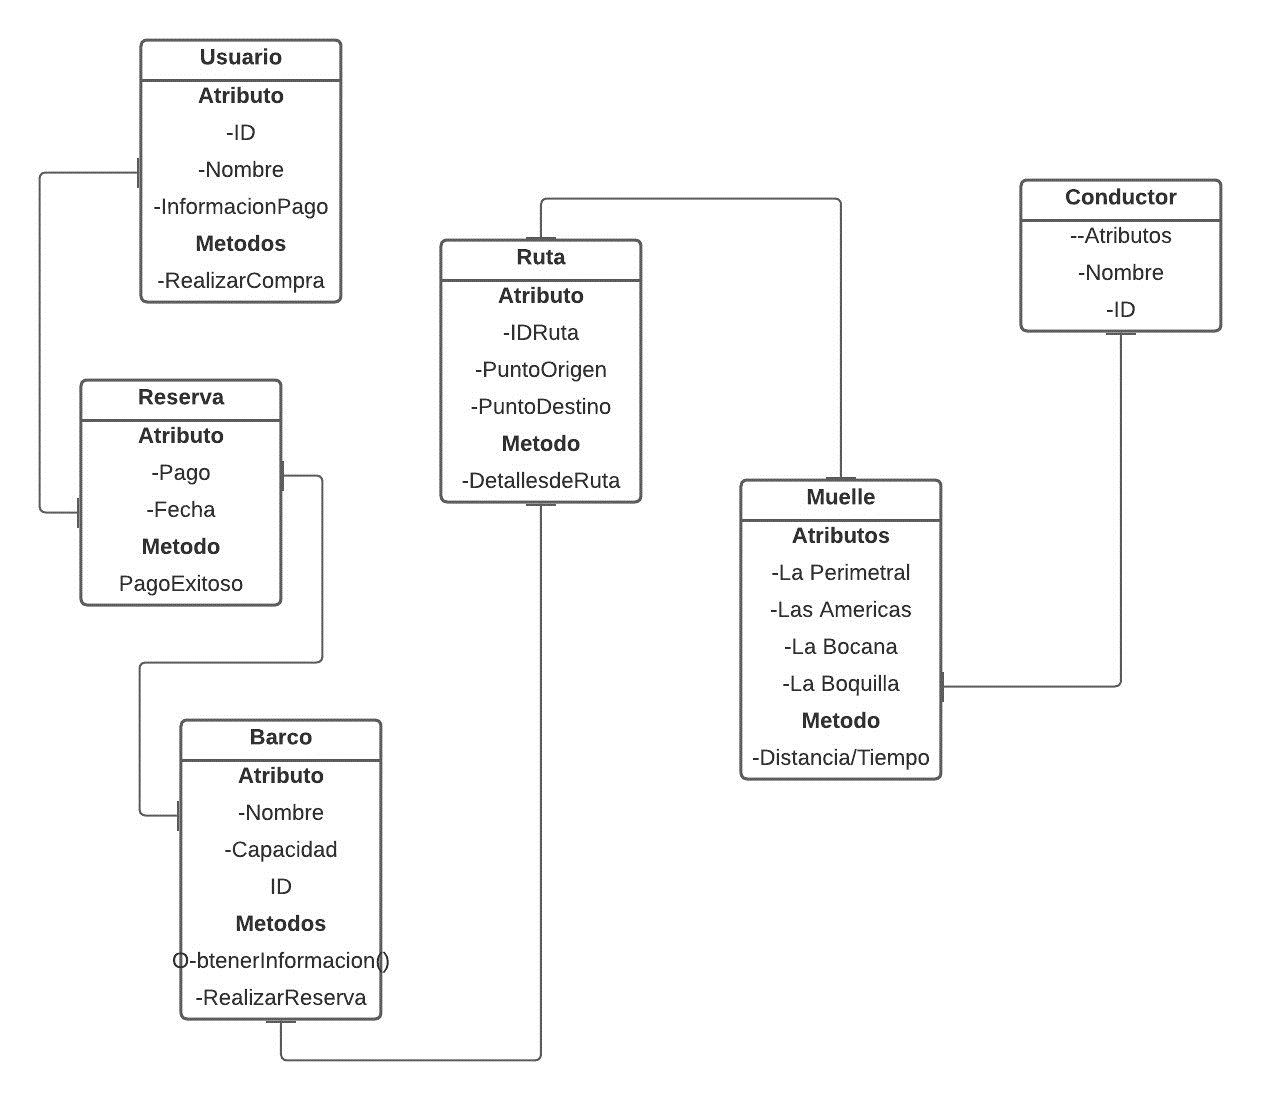 Usuario
Atributo
-ID
-Nombre
-InformacionPago
Metodos
-RealizarCompra
Reserva
Atributo
-Pago
-Fecha
Metodo
PagoExitoso
Barco
Atributo
-Nombre
-Capacidad
ID
Metodos
O-btenerInformacion()
-RealizarReserva
Ruta
Atributo
-IDRuta
-PuntoOrigen
-PuntoDestino
Metodo
-DetallesdeRuta
Muelle
Atributos
-La Perimetral
-Las Americas
-La Bocana
-La Boquilla
Metodo
-Distancia/Tiempo
Conductor
--Atributos
-Nombre
-ID